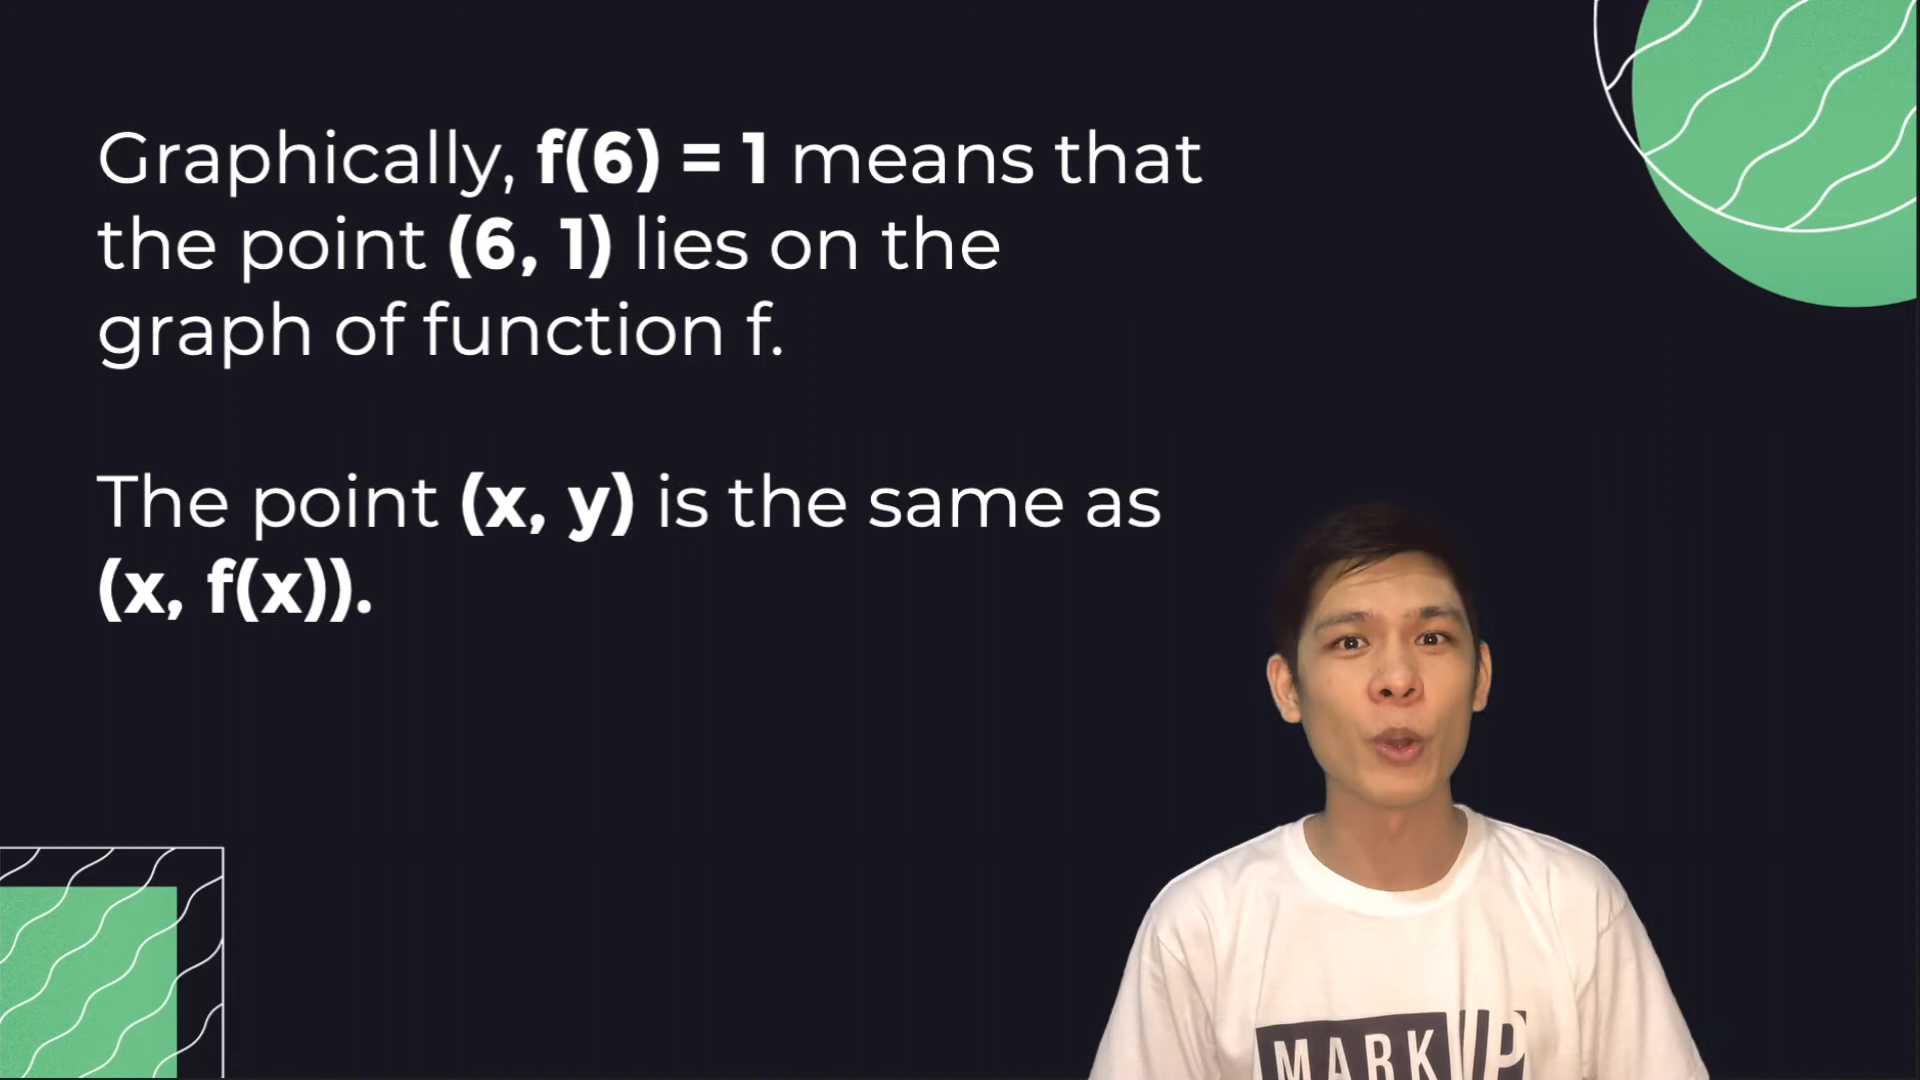 Graphically, f(6) = 1 means that
the point (6, 1) lies on the
graph of function f.
The point (x, y) is the same as
(x, f(x)).
MARKUP